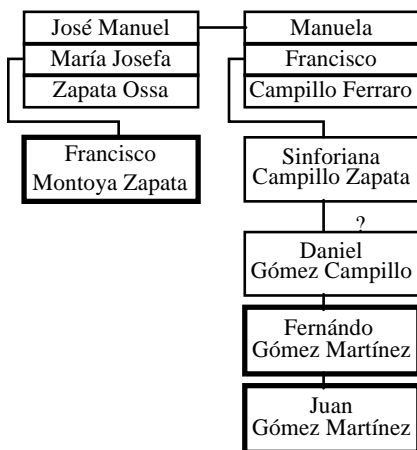 José Manuel
María Josefa
Zapata Ossa
Manuela
Francisco
Campillo Ferraro
Francisco
Montoya Zapata
Sinforiana
Campillo Zapata
?
Daniel
Gómez Campillo
Fernándo
Gómez Martínez
Juan
Gómez Martínez